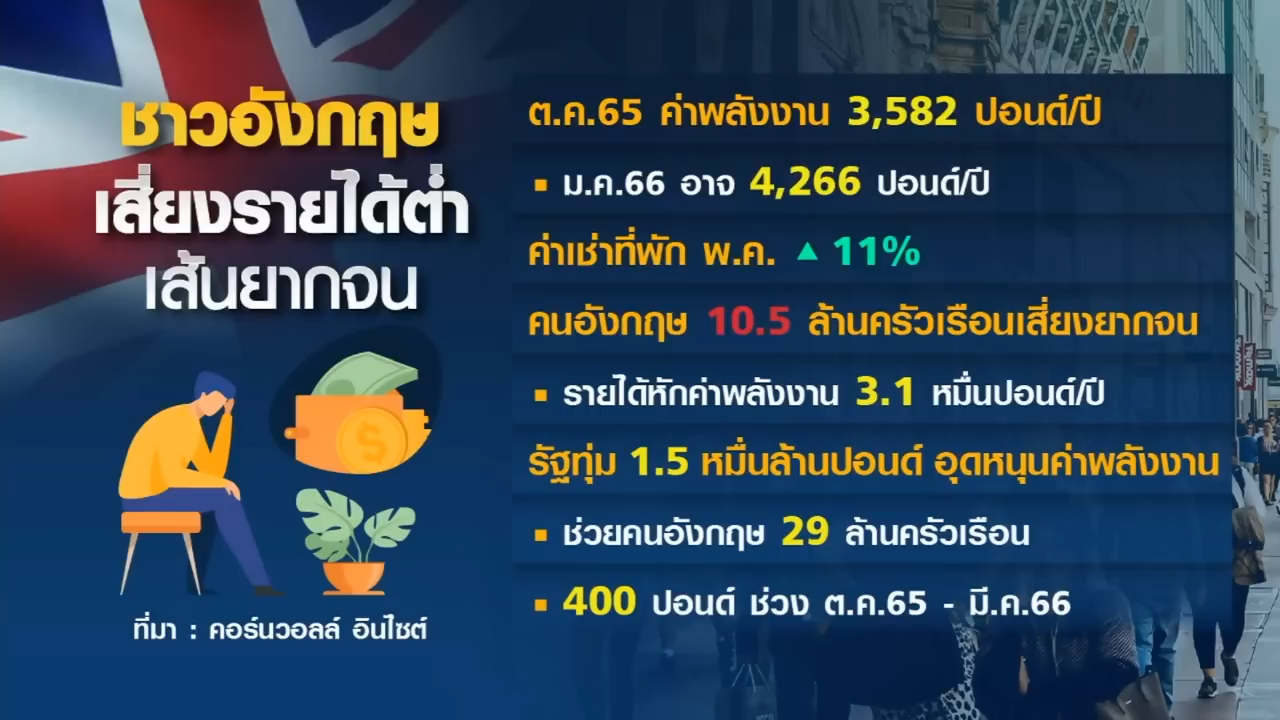 ชาวอังกฤษ
เสี่ยงรายได้ต่ำ
เส้นยากจน
ที่มา : คอร์นวอลล์ อินไซต์
ต.ค.65 ค่าพลังงาน 3,582 ปอนด์/ปี
▪ ม.ค.66 อาจ 4,266 ปอนด์/ปี
ค่าเช่าที่พัก พ.ค. ▲ 11%
คนอังกฤษ 10.5 ล้านครัวเรือนเสี่ยงยากจน
▪ รายได้หักค่าพลังงาน 3.1 หมื่นปอนด์/ปี
รัฐทุ่ม 1.5 หมื่นล้านปอนด์ อุดหนุนค่าพลังงาน
▪ ช่วยคนอังกฤษ 29 ล้านครัวเรือน
▪ 400 ปอนด์ ช่วง ต.ค.65 - มี.ค.66